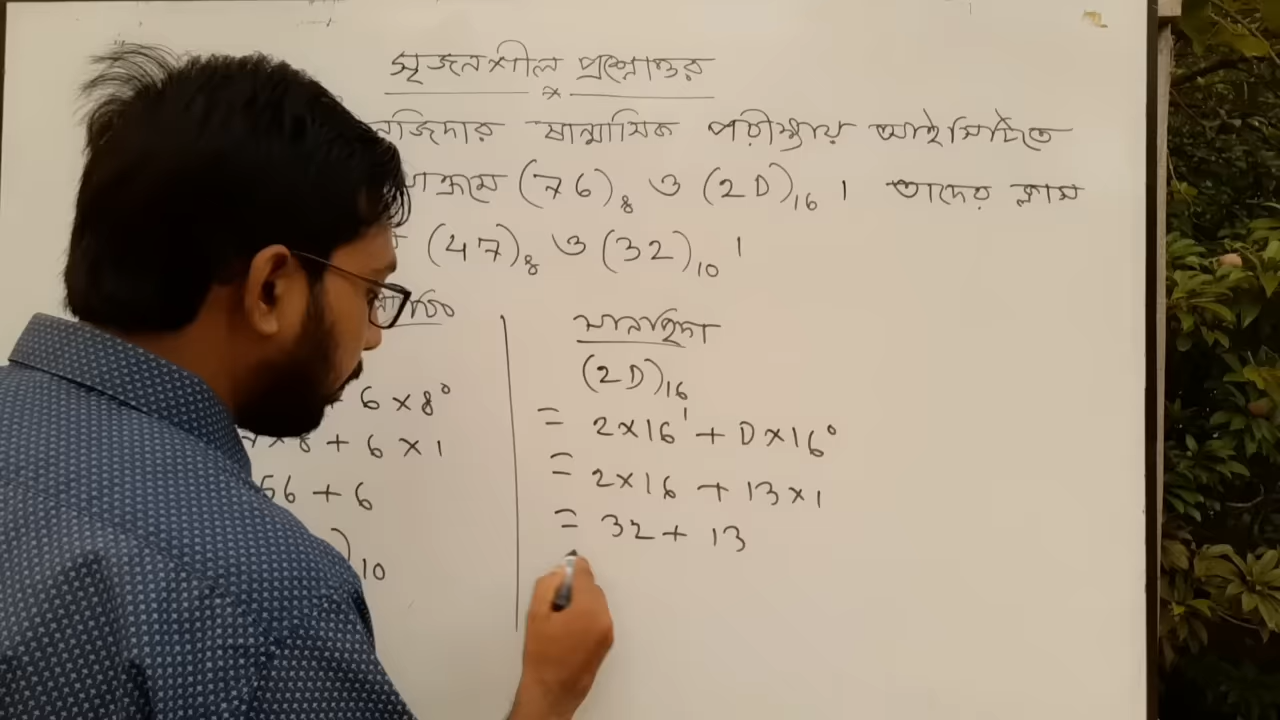 সৃজনশীল প্রশ্নোত্তর
নজিদার ষান্মাসিক পরীক্ষায় আইসিটিতে
ক্রমে (76)₈ ও (2D)₁₆ । তাদের ক্লাস
(47)₈ ও (32)₁₀ ।
(2D)₁₆
6 × 8⁰
= 2×16¹ + D×16⁰
×8 + 6 × 1
= 2×16 + 13×1
56 + 6
= 32 + 13
)₁₀